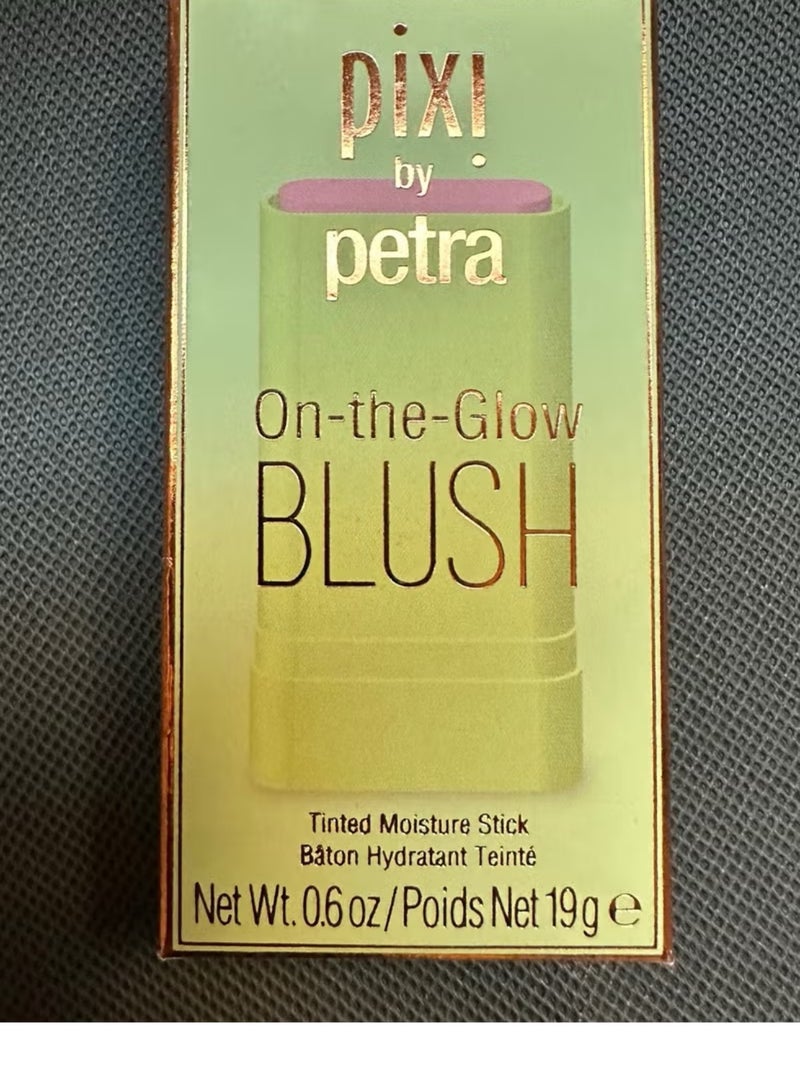 pixi
by
petra
On-the-Glow
BLUSH
Tinted Moisture Stick
Bâton Hydratant Teinté
Net Wt. 0.6 oz/Poids Net 19 g e